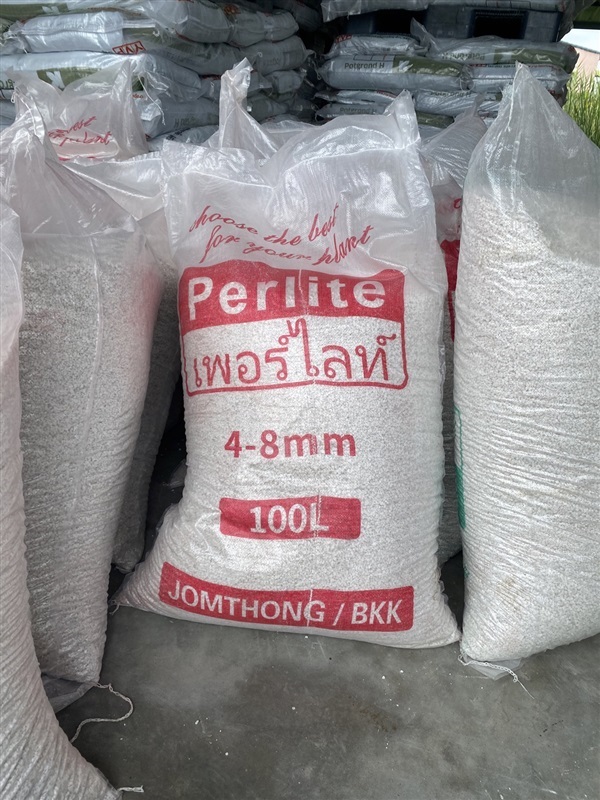 Potground H
choose the best
for your plant
Perlite
เพอร์ไลท์
4-8mm
100L
JOMTHONG / BKK